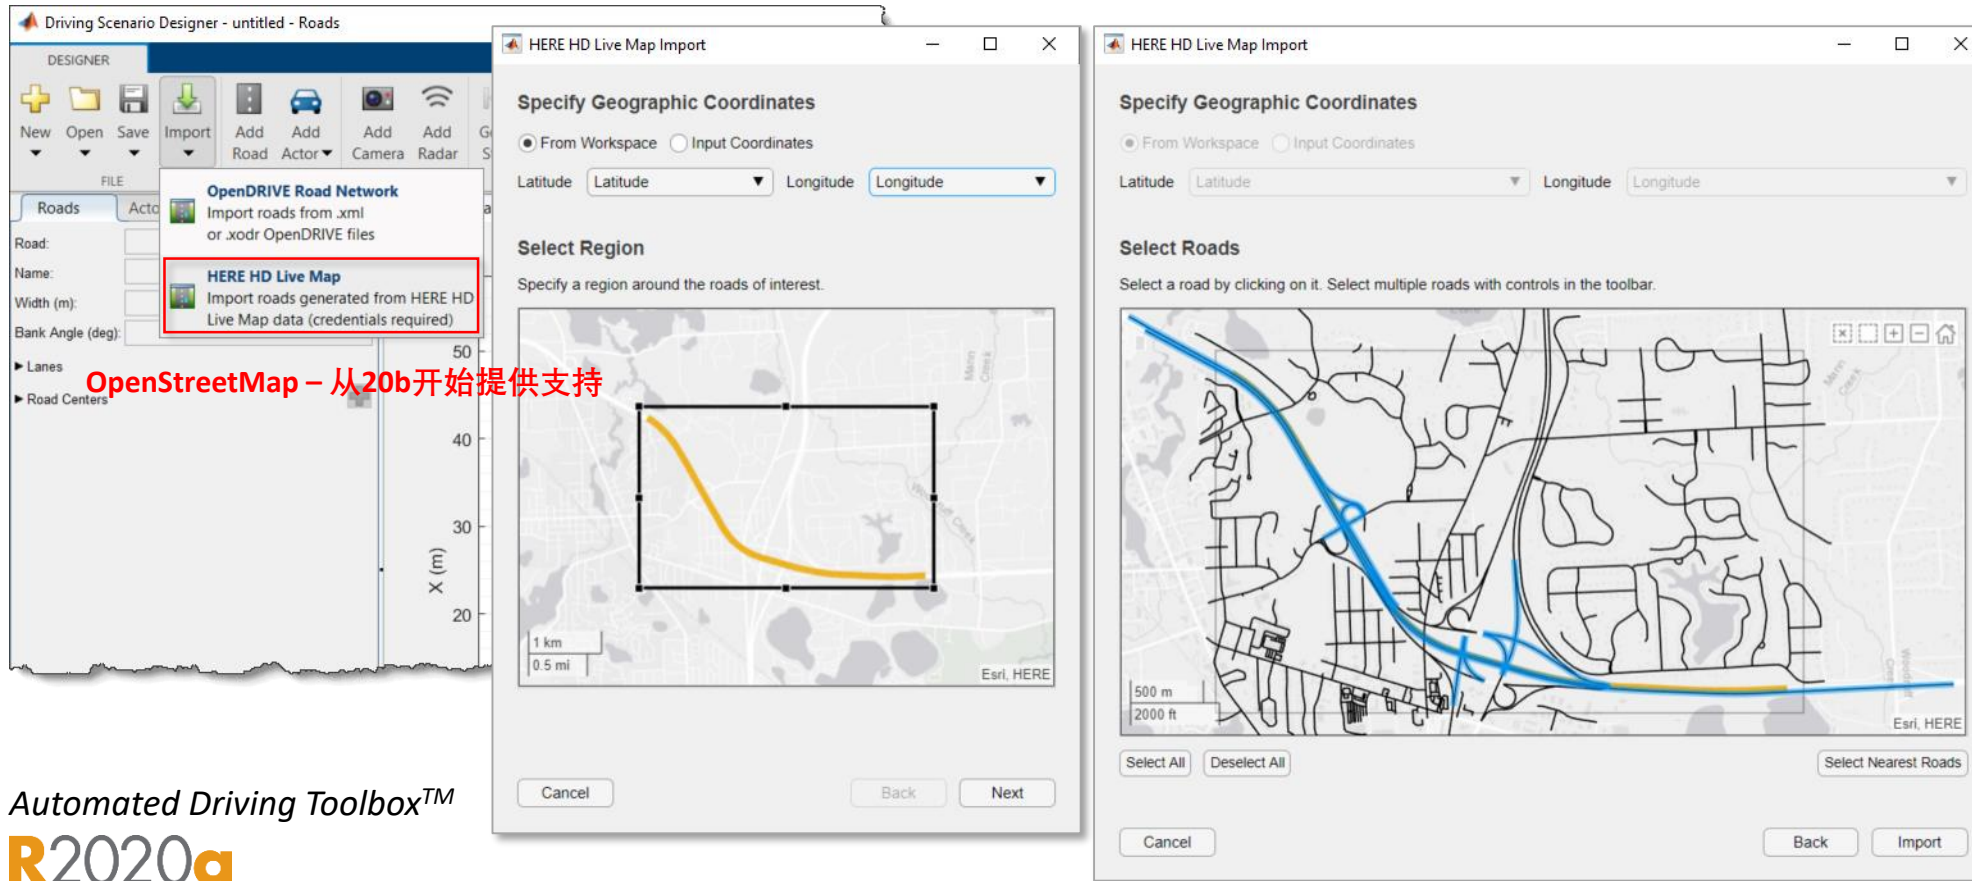 Driving Scenario Designer - untitled - Roads
DESIGNER
New
Open
Save
Import
Add Road
Add Actor
Add Camera
Add Radar
FILE
OpenDRIVE Road Network
Import roads from .xml
or .xodr OpenDRIVE files
HERE HD Live Map
Import roads generated from HERE HD
Live Map data (credentials required)
Roads
Acto
Road:
Name:
Width (m):
Bank Angle (deg):
Lanes
Road Centers
OpenStreetMap – 从20b开始提供支持
50
40
30
20
X (m)
HERE HD Live Map Import
Specify Geographic Coordinates
From Workspace Input Coordinates
Latitude Latitude Longitude Longitude
Select Region
Specify a region around the roads of interest.
Mann
Creek
Woodruff Creek
1 km
0.5 mi
Esri, HERE
Cancel Back Next
HERE HD Live Map Import
Specify Geographic Coordinates
From Workspace Input Coordinates
Latitude Latitude Longitude Longitude
Select Roads
Select a road by clicking on it. Select multiple roads with controls in the toolbar.
Mann
Creek
500 m
2000 ft
Esri, HERE
Select All Deselect All Select Nearest Roads
Cancel Back Import
Automated Driving Toolbox™
R2020a